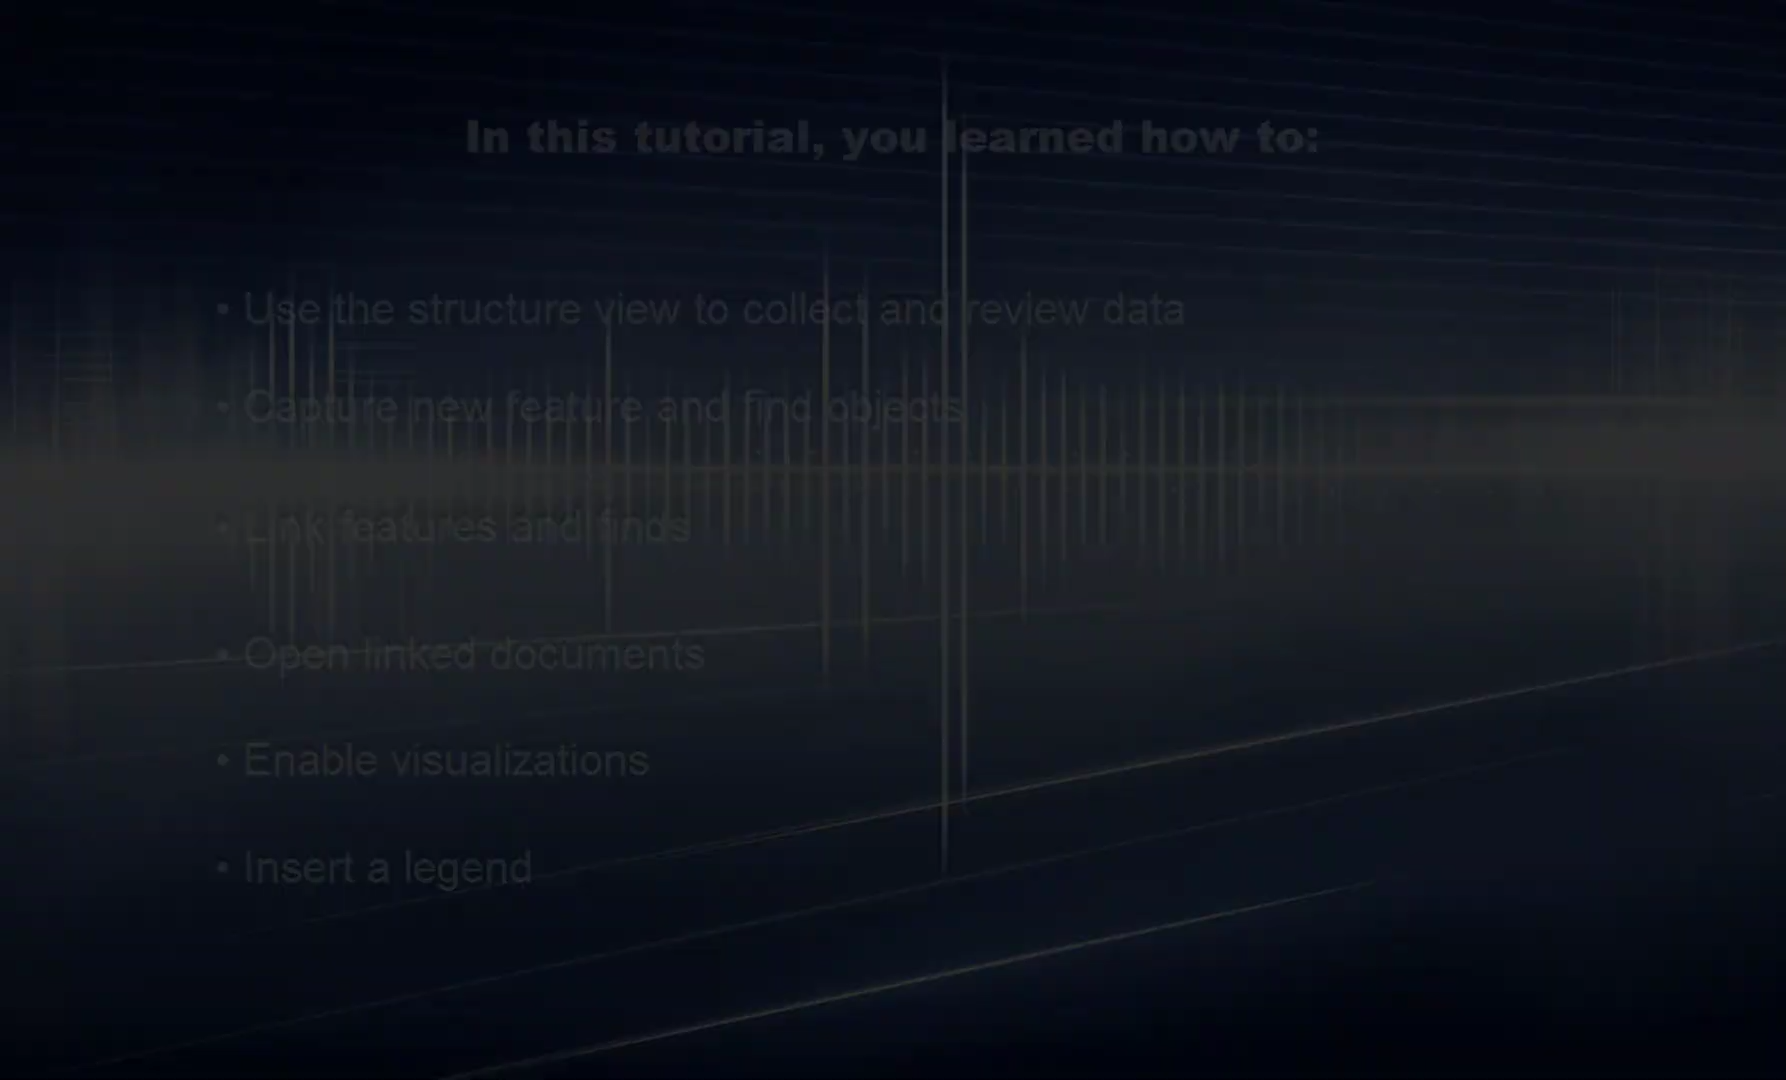 In this tutorial, you learned how to:
• Use the structure view to collect and review data
• Capture new feature and find objects
• Link features and finds
• Open linked documents
• Enable visualizations
• Insert a legend